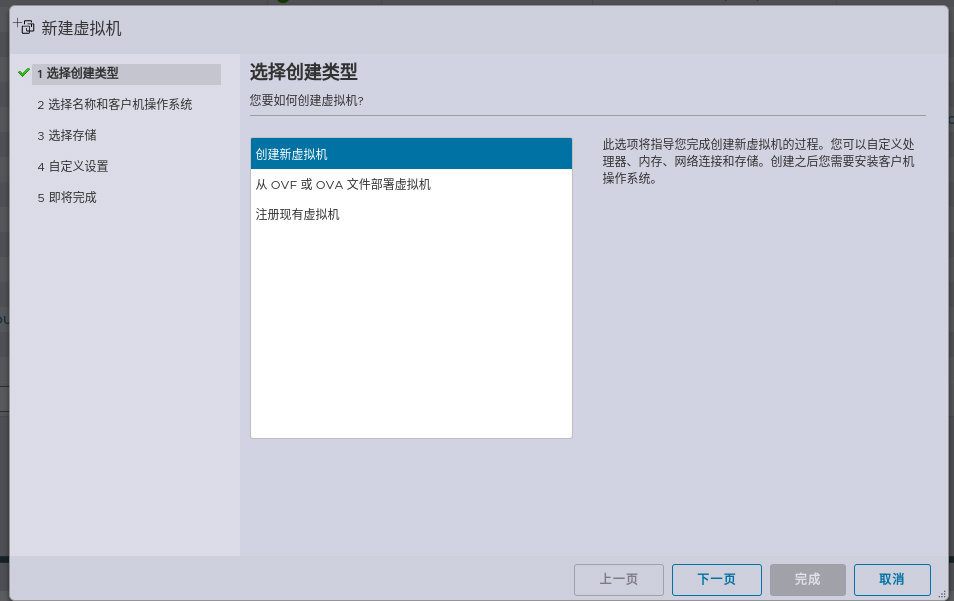 新建虚拟机
1 选择创建类型
2 选择名称和客户机操作系统
3 选择存储
4 自定义设置
5 即将完成
选择创建类型
您要如何创建虚拟机?
创建新虚拟机
从 OVF 或 OVA 文件部署虚拟机
注册现有虚拟机
此选项将指导您完成创建新虚拟机的过程。您可以自定义处
理器、内存、网络连接和存储。创建之后您需要安装客户机
操作系统。
上一页
下一页
完成
取消